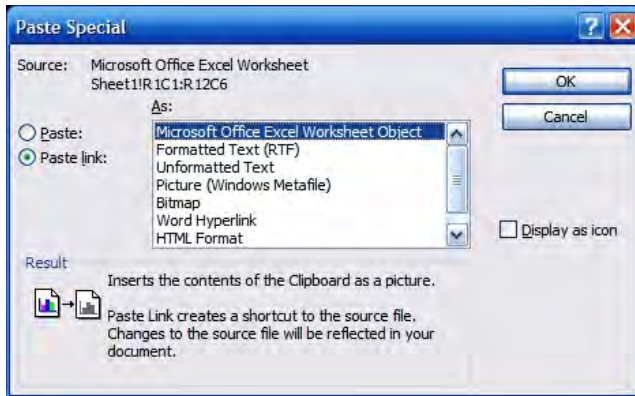 Paste Special
Source: Microsoft Office Excel Worksheet
Sheet1!R1C1:R12C6
As:
Paste:
Paste link:
Microsoft Office Excel Worksheet Object
Formatted Text (RTF)
Unformatted Text
Picture (Windows Metafile)
Bitmap
Word Hyperlink
HTML Format
OK
Cancel
Display as icon
Result
Inserts the contents of the Clipboard as a picture.
Paste Link creates a shortcut to the source file.
Changes to the source file will be reflected in your
document.